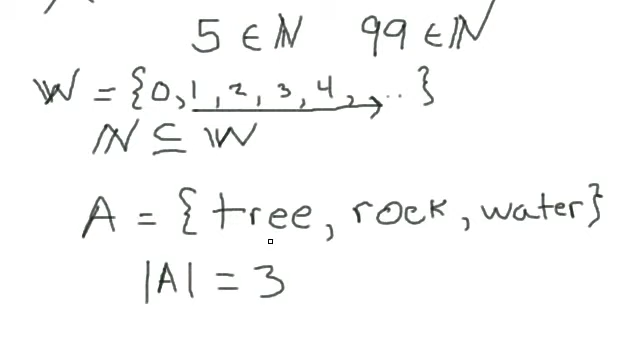 5 ∈ ℕ 99 ∈ ℕ
𝕎 = {0, 1, 2, 3, 4, ... }
ℕ ⊆ 𝕎
A = { tree, rock, water}
|A| = 3